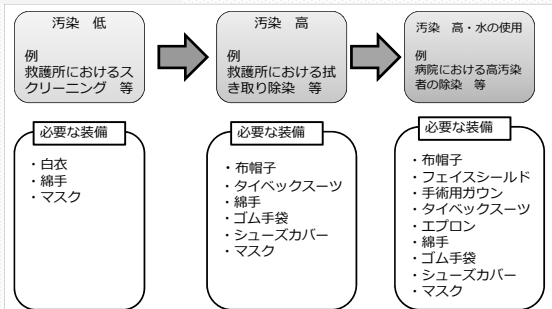 汚染　低
例
救護所におけるス
クリーニング　等
汚染　高
例
救護所における拭
き取り除染　等
汚染　高・水の使用
例
病院における高汚染
者の除染　等
必要な装備
・白衣
・綿手
・マスク
必要な装備
・布帽子
・タイベックスーツ
・綿手
・ゴム手袋
・シューズカバー
・マスク
必要な装備
・布帽子
・フェイスシールド
・手術用ガウン
・タイベックスーツ
・エプロン
・綿手
・ゴム手袋
・シューズカバー
・マスク